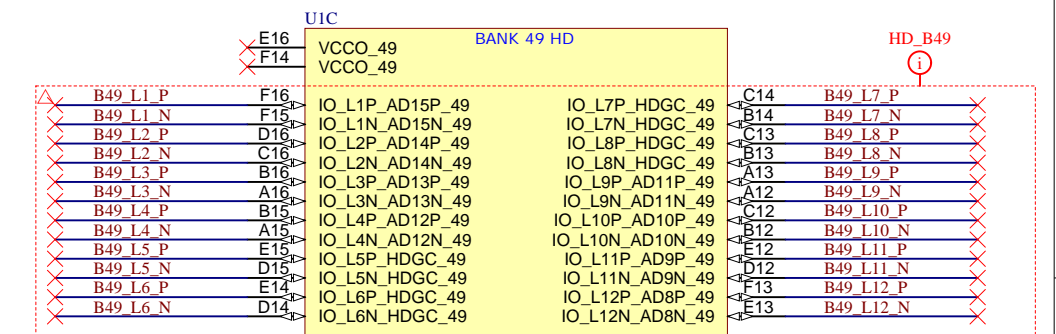 U1C
BANK 49 HD
HD_B49
i
E16 VCCO_49
F14 VCCO_49
B49_L1_P F16 IO_L1P_AD15P_49 IO_L7P_HDGC_49 C14 B49_L7_P
B49_L1_N F15 IO_L1N_AD15N_49 IO_L7N_HDGC_49 B14 B49_L7_N
B49_L2_P D16 IO_L2P_AD14P_49 IO_L8P_HDGC_49 C13 B49_L8_P
B49_L2_N C16 IO_L2N_AD14N_49 IO_L8N_HDGC_49 B13 B49_L8_N
B49_L3_P B16 IO_L3P_AD13P_49 IO_L9P_AD11P_49 A13 B49_L9_P
B49_L3_N A16 IO_L3N_AD13N_49 IO_L9N_AD11N_49 A12 B49_L9_N
B49_L4_P B15 IO_L4P_AD12P_49 IO_L10P_AD10P_49 C12 B49_L10_P
B49_L4_N A15 IO_L4N_AD12N_49 IO_L10N_AD10N_49 B12 B49_L10_N
B49_L5_P E15 IO_L5P_HDGC_49 IO_L11P_AD9P_49 E12 B49_L11_P
B49_L5_N D15 IO_L5N_HDGC_49 IO_L11N_AD9N_49 D12 B49_L11_N
B49_L6_P E14 IO_L6P_HDGC_49 IO_L12P_AD8P_49 F13 B49_L12_P
B49_L6_N D14 IO_L6N_HDGC_49 IO_L12N_AD8N_49 E13 B49_L12_N